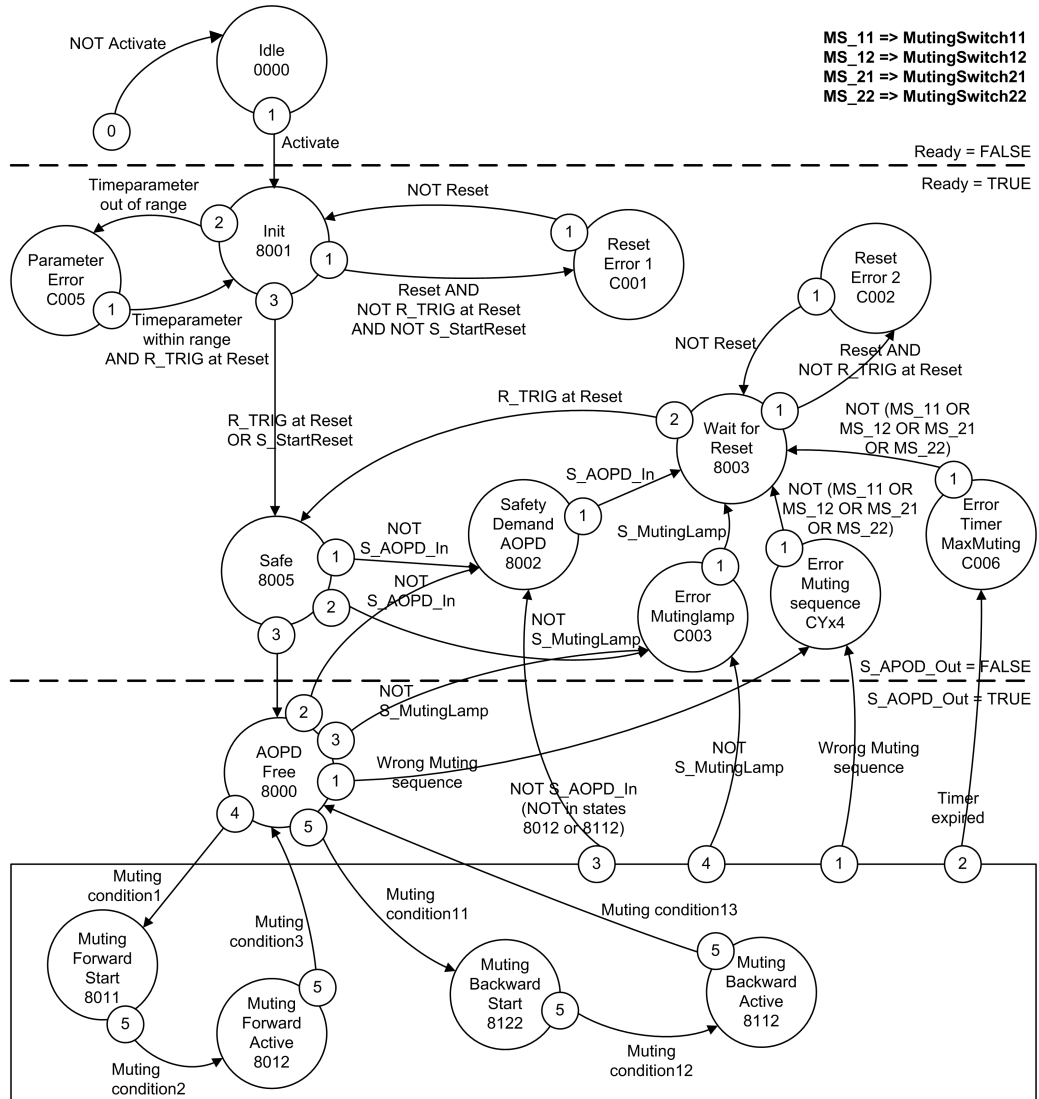 MS_11 => MutingSwitch11
MS_12 => MutingSwitch12
MS_21 => MutingSwitch21
MS_22 => MutingSwitch22
NOT Activate
Idle
0000
0
1
Activate
Ready = FALSE
Ready = TRUE
Timeparameter
out of range
NOT Reset
2
Init
8001
1
3
1
Reset
Error 1
C001
Parameter
Error
C005
1
Timeparameter
within range
AND R_TRIG at Reset
Reset AND
NOT R_TRIG at Reset
AND NOT S_StartReset
Reset
Error 2
C002
1
NOT Reset
Reset AND
NOT R_TRIG at Reset
R_TRIG at Reset
OR S_StartReset
R_TRIG at Reset
2
Wait for
Reset
8003
1
NOT (MS_11 OR
MS_12 OR MS_21
OR MS_22)
S_AOPD_In
NOT (MS_11 OR
MS_12 OR MS_21
OR MS_22)
1
Error
Timer
MaxMuting
C006
Safety
Demand
AOPD
8002
1
S_MutingLamp
1
Error
Muting
sequence
CYx4
1
Error
Mutinglamp
C003
Safe
8005
1
2
3
NOT
S_AOPD_In
NOT
S_AOPD_In
NOT
S_MutingLamp
S_APOD_Out = FALSE
S_AOPD_Out = TRUE
NOT
S_MutingLamp
AOPD
Free
8000
2
3
1
4
5
Wrong Muting
sequence
NOT S_AOPD_In
(NOT in states
8012 or 8112)
NOT
S_MutingLamp
Wrong Muting
sequence
Timer
expired
3
4
1
2
Muting
condition1
Muting
condition3
Muting
condition11
Muting condition13
Muting
Forward
Start
8011
5
Muting
condition2
Muting
Forward
Active
8012
5
Muting
Backward
Start
8122
5
Muting
condition12
Muting
Backward
Active
8112
5